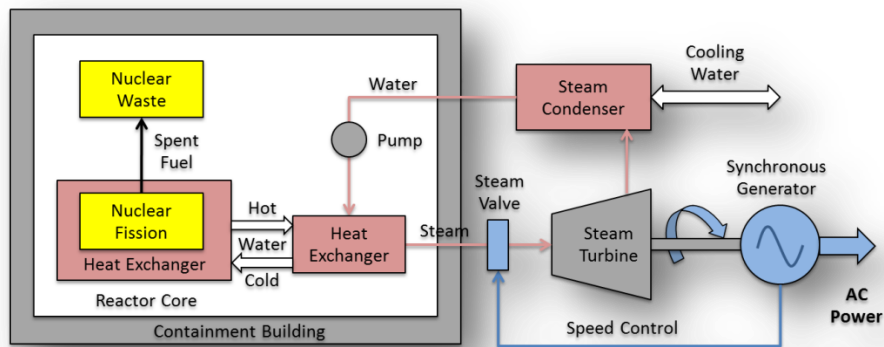 Nuclear
Waste
Spent
Fuel
Nuclear
Fission
Heat Exchanger
Reactor Core
Containment Building
Hot
Water
Cold
Heat
Exchanger
Water
Pump
Steam
Steam
Valve
Steam
Condenser
Cooling
Water
Steam
Turbine
Synchronous
Generator
AC
Power
Speed Control